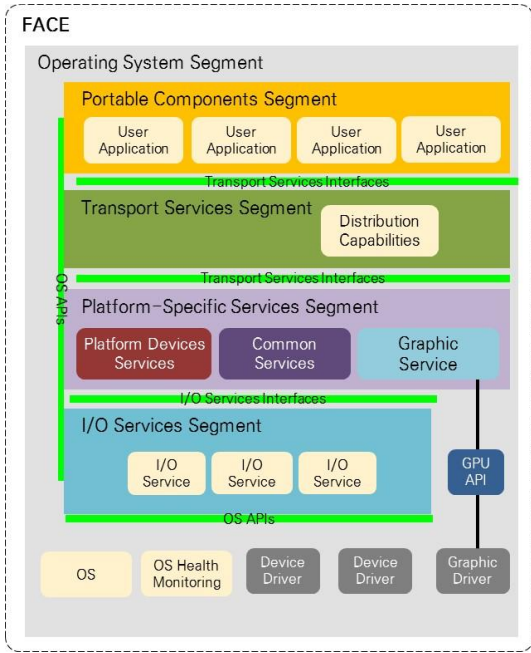 FACE
Operating System Segment
Portable Components Segment
User
Application
User
Application
User
Application
User
Application
Transport Services Interfaces
Transport Services Segment
Distribution
Capabilities
Transport Services Interfaces
OS APIs
Platform-Specific Services Segment
Platform Devices
Services
Common
Services
Graphic
Service
I/O Services Interfaces
I/O Services Segment
I/O
Service
I/O
Service
I/O
Service
GPU
API
OS APIs
OS
OS Health
Monitoring
Device
Driver
Device
Driver
Graphic
Driver